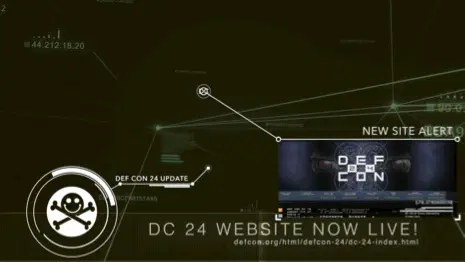 44.212.18.20
NEW SITE ALERT
DEF
CON
DEF CON 24 UPDATE
DC 24 WEBSITE NOW LIVE!
defcon.org/html/defcon-24/dc-24-index.html